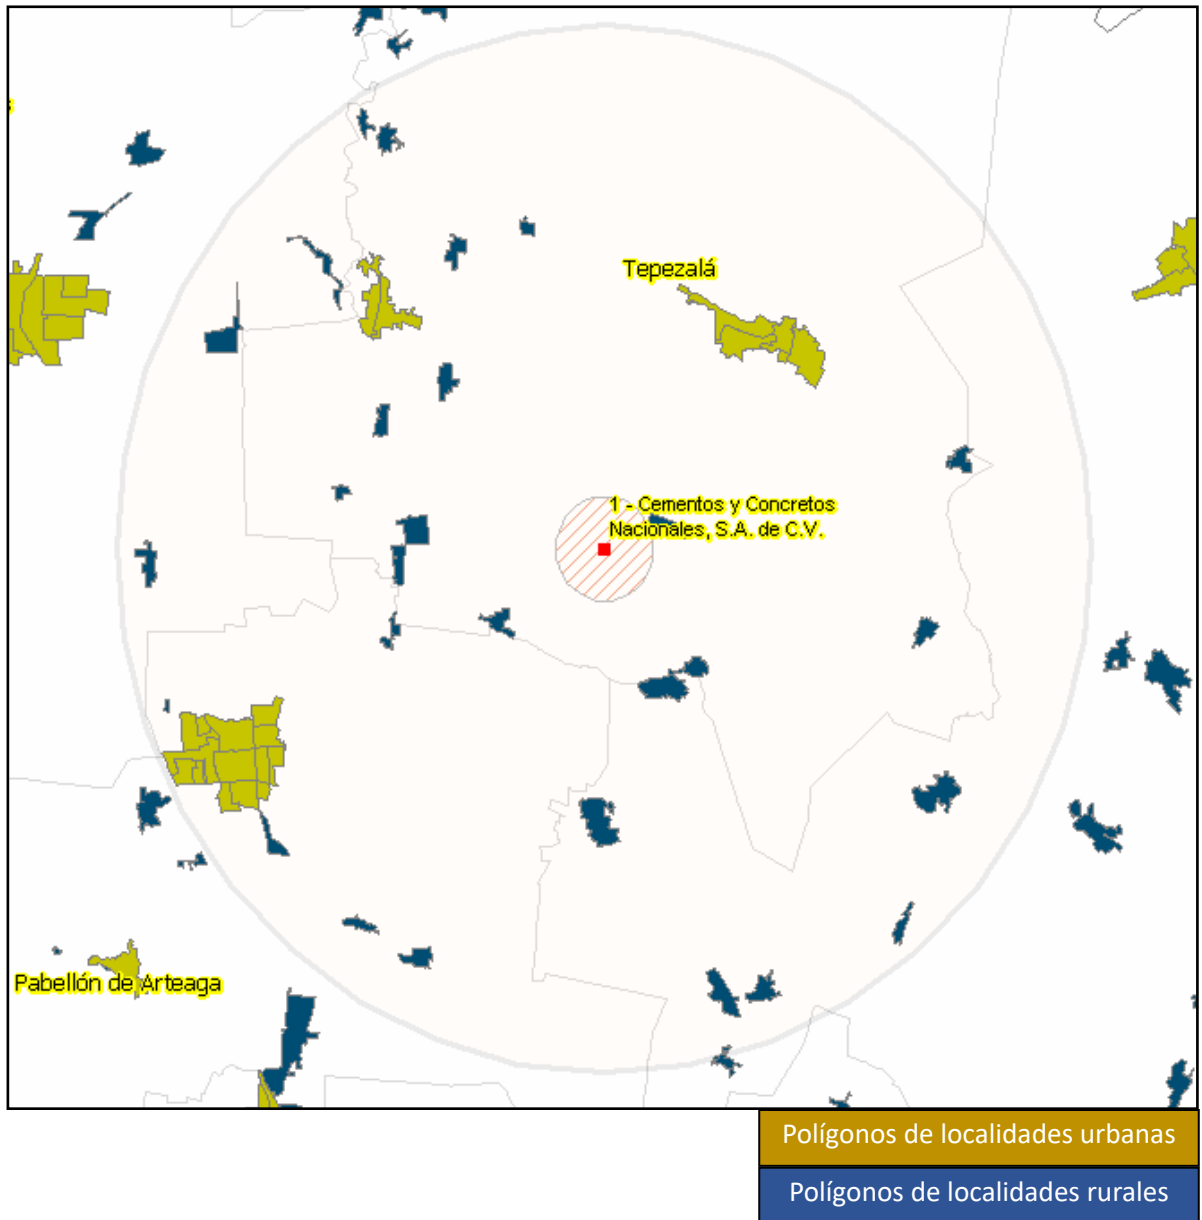 Tepezalá
1 - Cementos y Concretos
Nacionales, S.A. de C.V.
Pabellón de Arteaga
Polígonos de localidades urbanas
Polígonos de localidades rurales